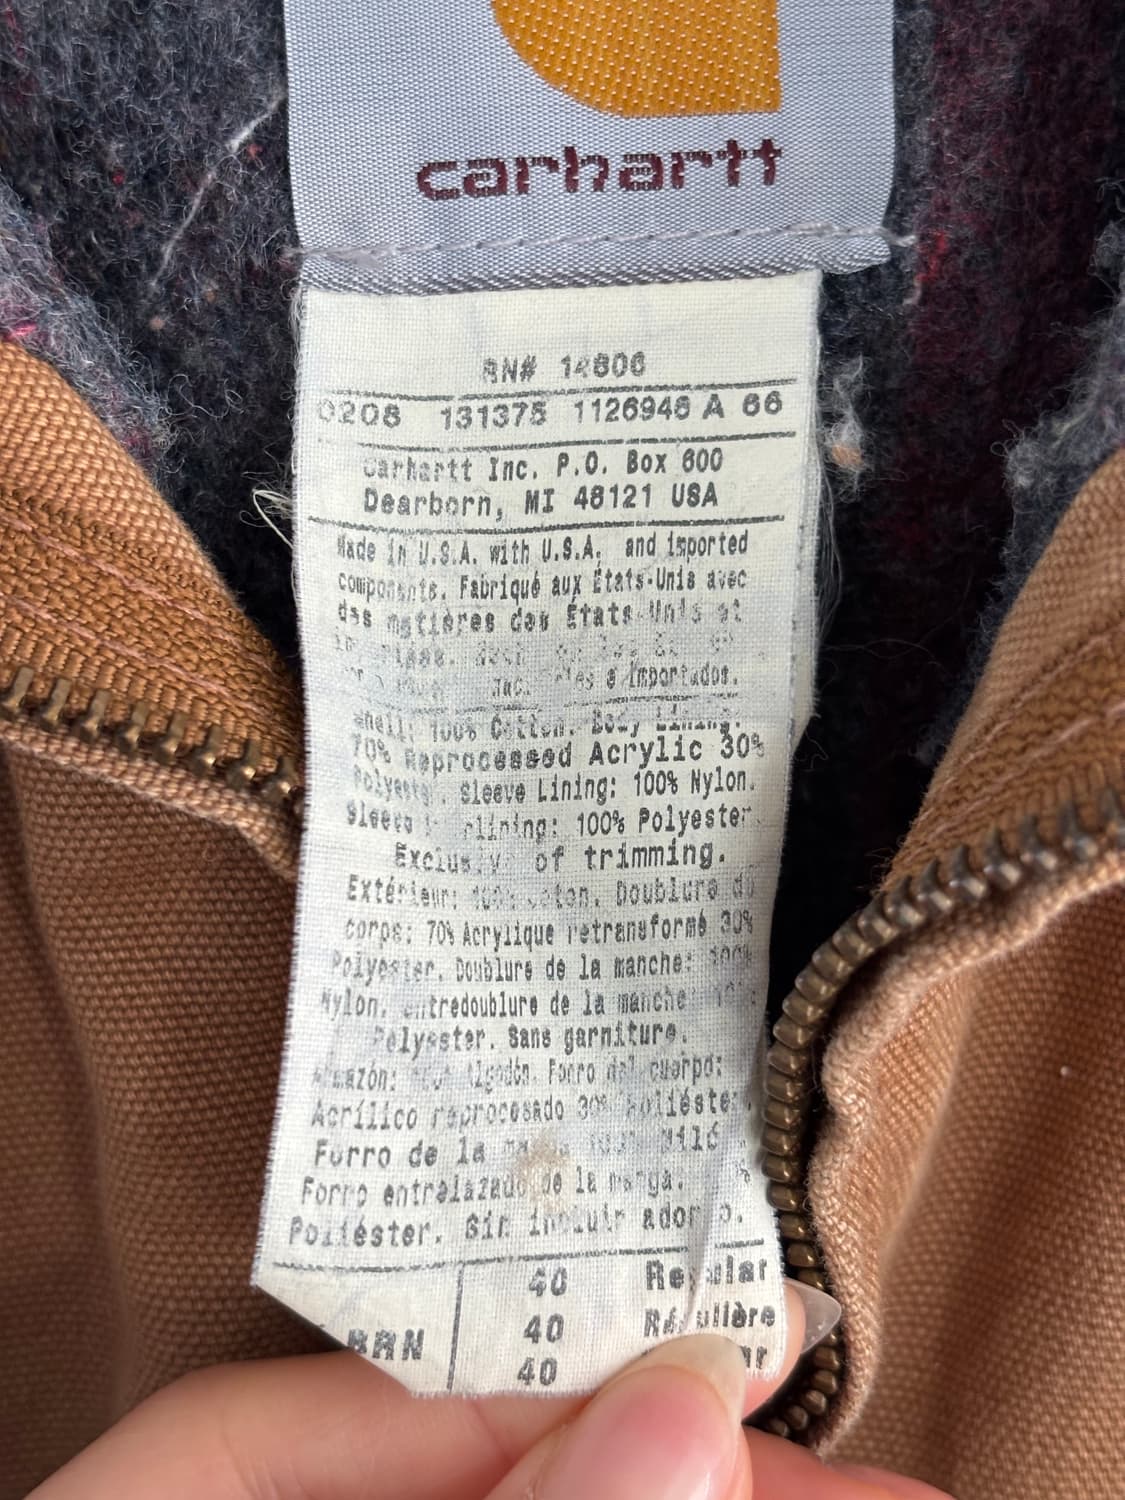 carhartt
RN# 14806
0206 131375 1126946 A 66
Carhartt Inc. P.O. Box 600
Dearborn, MI 48121 USA
Made in U.S.A. with U.S.A. and imported
components. Fabriqué aux États-Unis avec
des matières des États-Unis et
e Importados.
Shell: 100% Cotton. Body Lining:
70% Reprocessed Acrylic 30%
Polyester. Sleeve Lining: 100% Nylon.
Sleeve Interlining: 100% Polyester.
Exclusive of trimming.
Extérieur: 100% coton. Doublure du
corps: 70% Acrylique retransformé 30%
Polyester. Doublure de la manche: 100%
Nylon. entredoublure de la manche
Polyester. Sans garniture.
Armazón: Algodón. Forro del cuerpo:
Acrílico reprocesado 30% Poliéster.
Forro de la
Forro entrelazado de la manga.
Poliéster. Sin incluir adorno.
40 Regular
BRN 40 Régulière
40